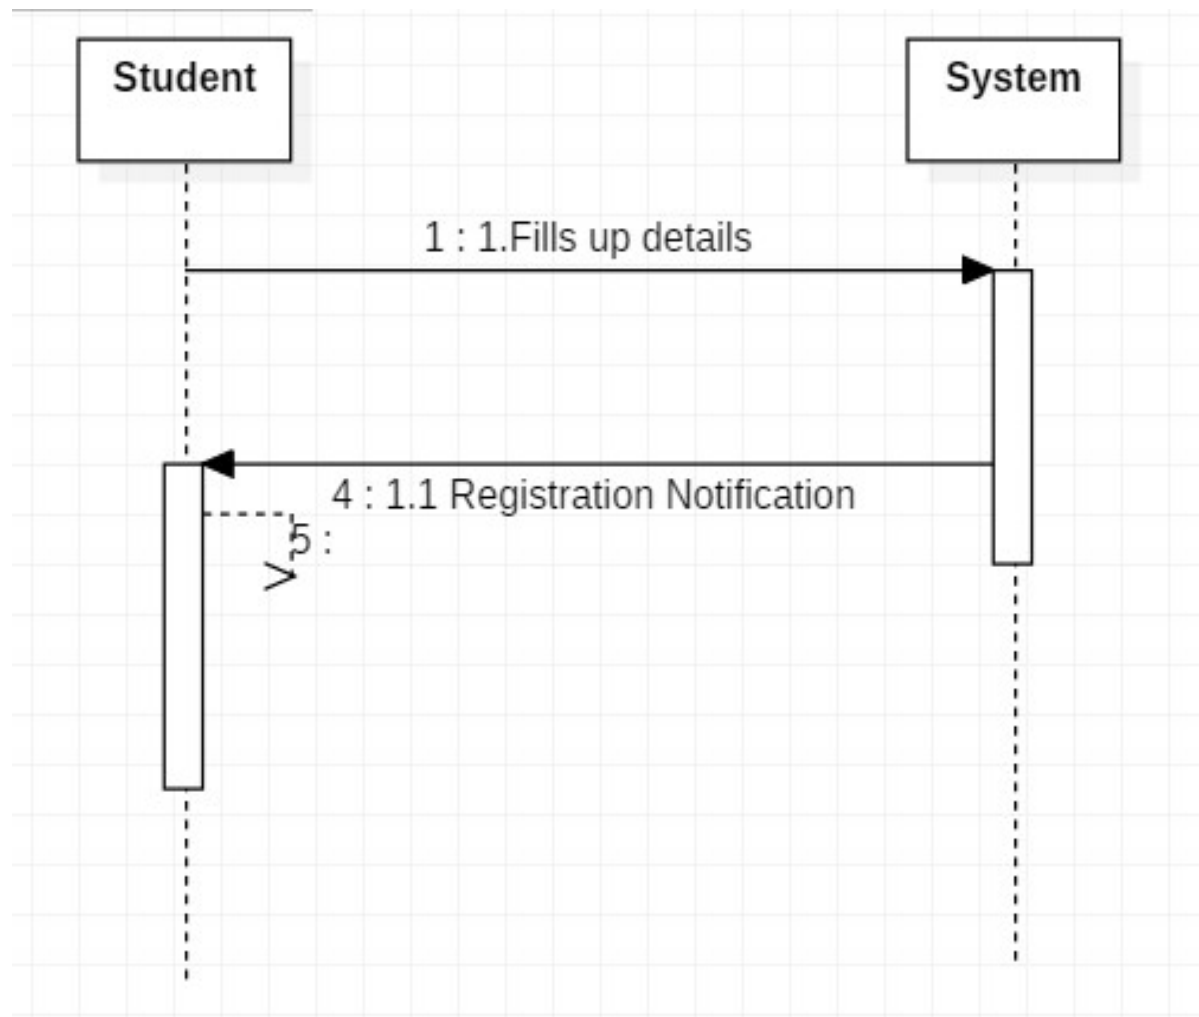 Student
System
1 : 1.Fills up details
4 : 1.1 Registration Notification
5 :